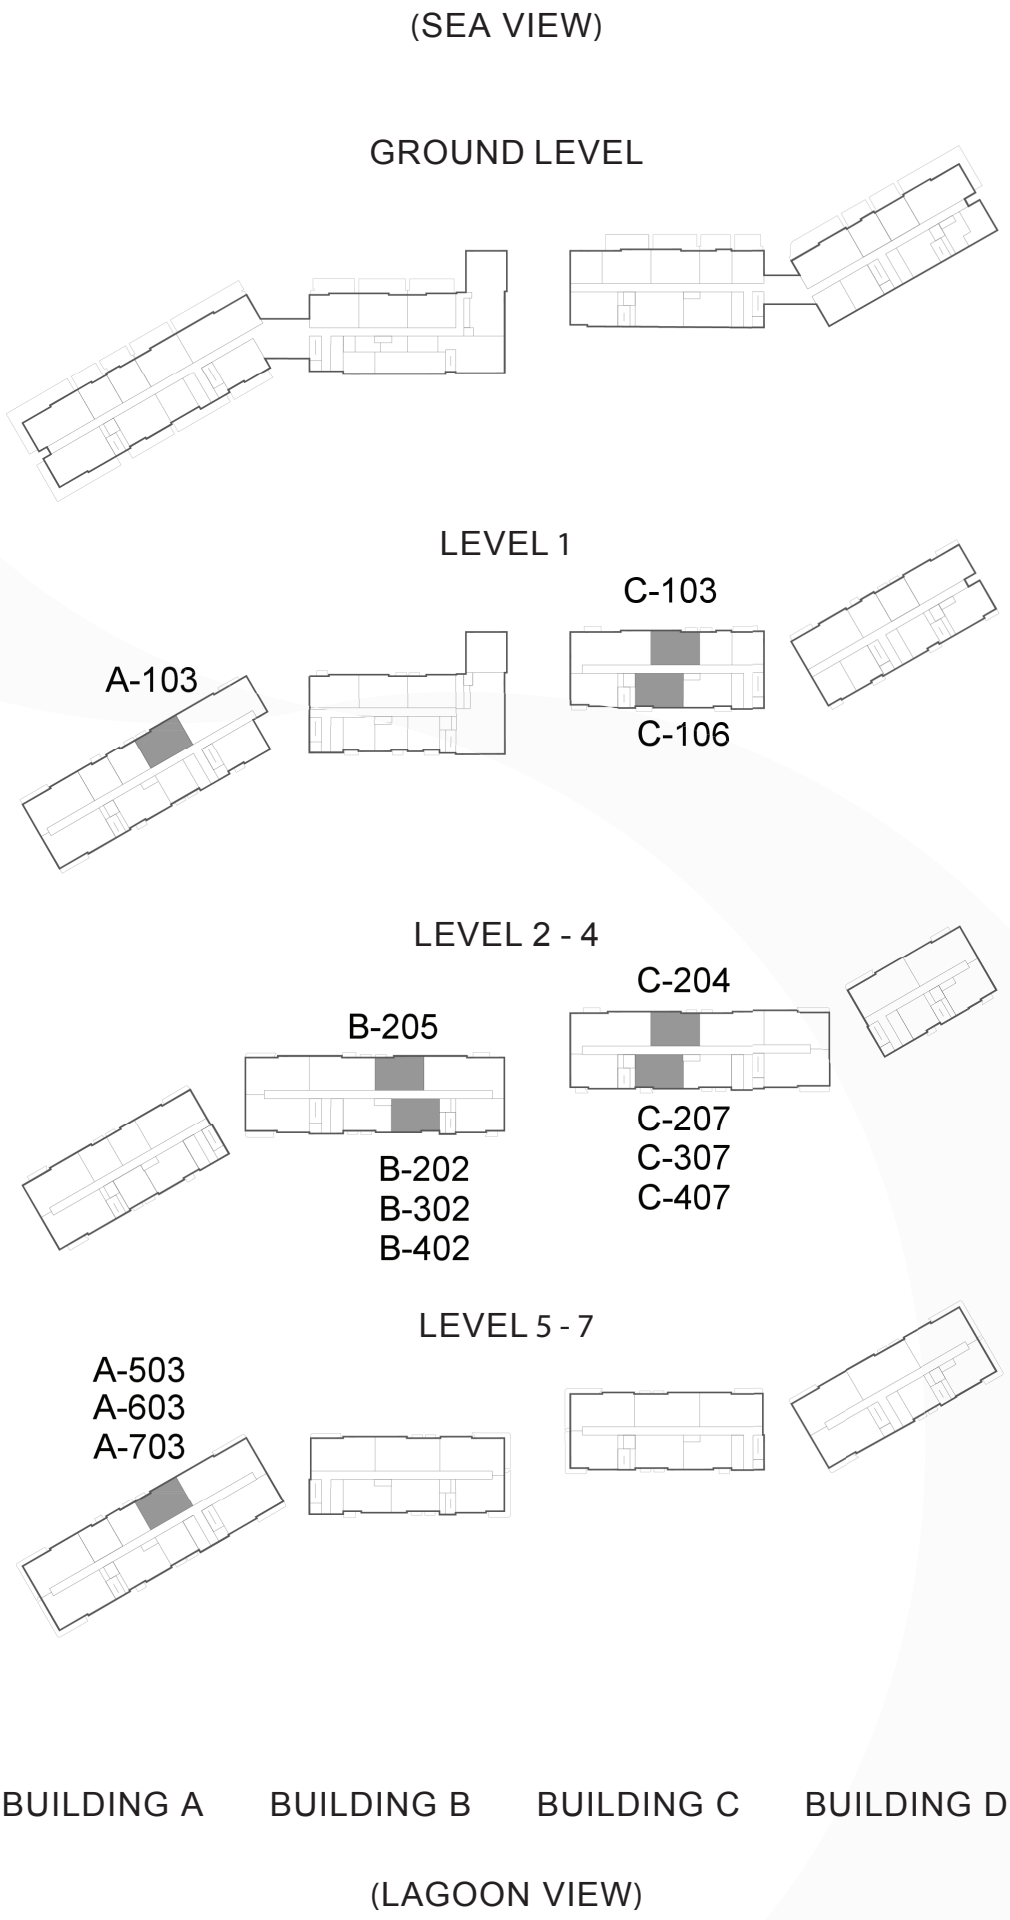 (SEA VIEW)
GROUND LEVEL
LEVEL 1
C-103
A-103
C-106
LEVEL 2 - 4
C-204
B-205
C-207
C-307
C-407
B-202
B-302
B-402
LEVEL 5 - 7
A-503
A-603
A-703
BUILDING A BUILDING B BUILDING C BUILDING D
(LAGOON VIEW)